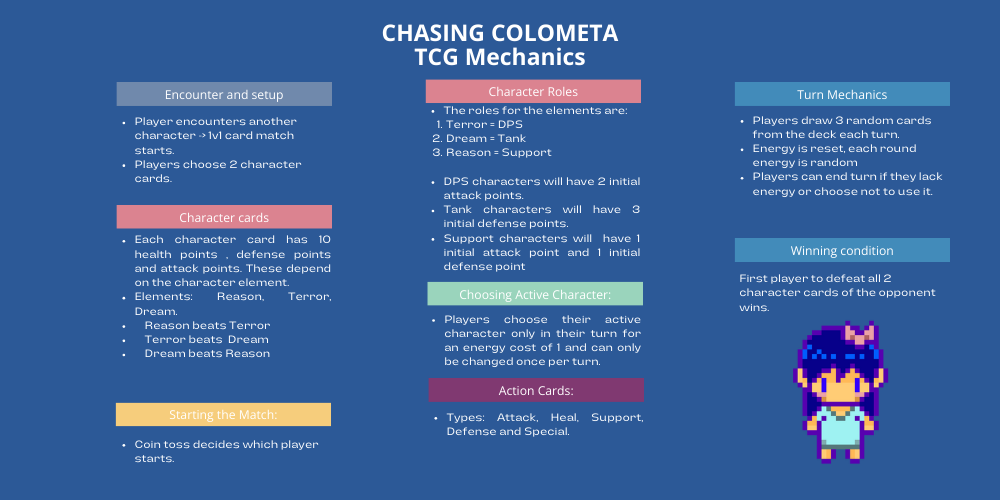 CHASING COLOMETA
TCG Mechanics
Encounter and setup
• Player encounters another
character -> 1v1 card match
starts.
• Players choose 2 character
cards.
Character cards
• Each character card has 10
health points , defense points
and attack points. These depend
on the character element.
• Elements: Reason, Terror,
Dream.
• Reason beats Terror
• Terror beats Dream
• Dream beats Reason
Starting the Match:
• Coin toss decides which player
starts.
Character Roles
• The roles for the elements are:
1. Terror = DPS
2. Dream = Tank
3. Reason = Support
• DPS characters will have 2 initial
attack points.
• Tank characters will have 3
initial defense points.
• Support characters will have 1
initial attack point and 1 initial
defense point
Choosing Active Character:
• Players choose their active
character only in their turn for
an energy cost of 1 and can only
be changed once per turn.
Action Cards:
• Types: Attack, Heal, Support,
Defense and Special.
Turn Mechanics
• Players draw 3 random cards
from the deck each turn.
• Energy is reset, each round
energy is random
• Players can end turn if they lack
energy or choose not to use it.
Winning condition
First player to defeat all 2
character cards of the opponent
wins.